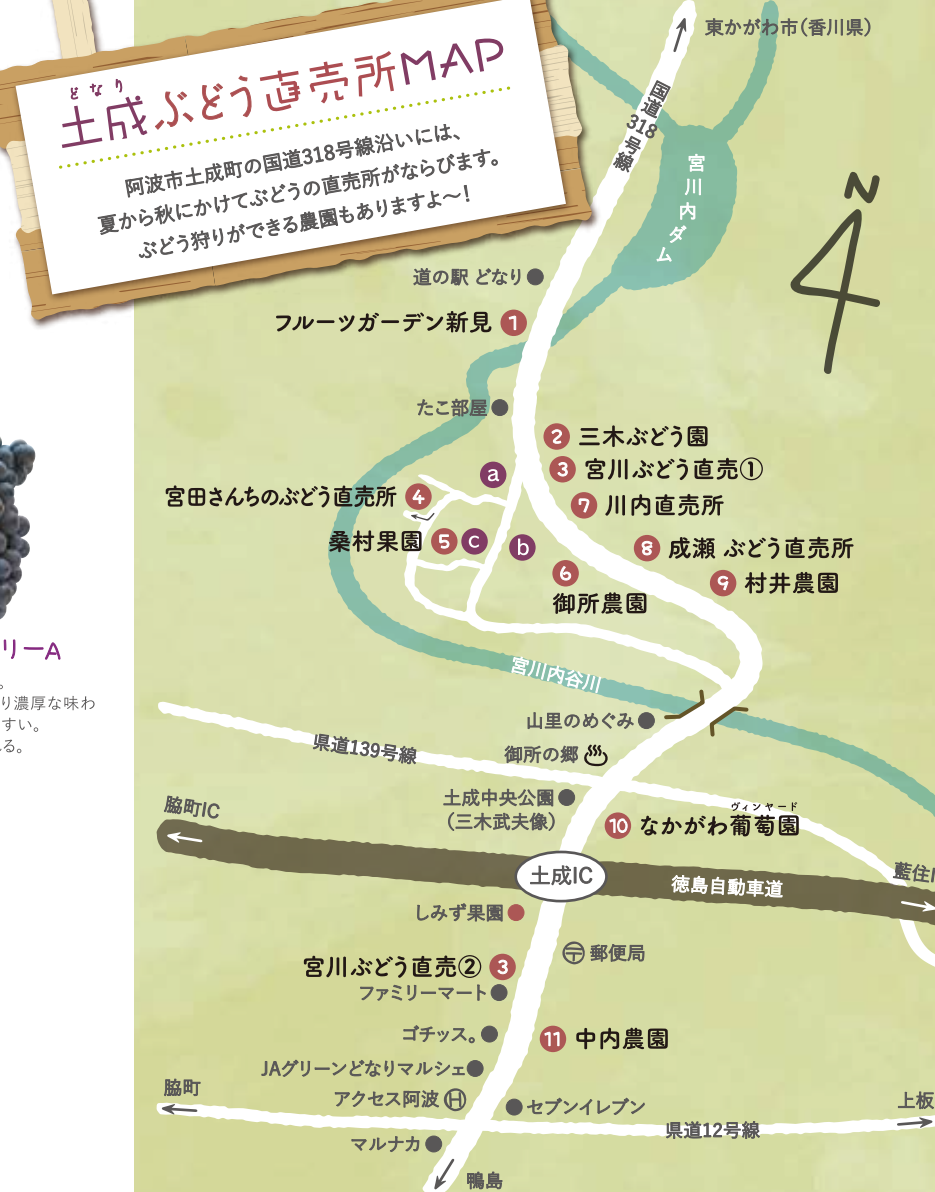 どなり
土成ぶどう直売所MAP
阿波市土成町の国道318号線沿いには、
夏から秋にかけてぶどうの直売所がならびます。
ぶどう狩りができる農園もありますよ〜！
東かがわ市（香川県）
国道318号線
宮川内ダム
N
道の駅 どなり
フルーツガーデン新見 1
たこ部屋
2 三木ぶどう園
3 宮川ぶどう直売①
a
宮田さんちのぶどう直売所 4
7 川内直売所
桑村果園 5 c
b
8 成瀬 ぶどう直売所
6
御所農園
9 村井農園
リーA
。
り濃厚な味わ
すい。
る。
宮川内谷川
山里のめぐみ
県道139号線
御所の郷
土成中央公園
（三木武夫像）
ヴィンヤード
10 なかがわ葡萄園
脇町IC
土成IC
徳島自動車道
藍住I
しみず果園
郵便局
宮川ぶどう直売② 3
ファミリーマート
ゴチッス。
11 中内農園
JAグリーンどなりマルシェ
脇町
アクセス阿波 H
セブンイレブン
上板
県道12号線
マルナカ
鴨島